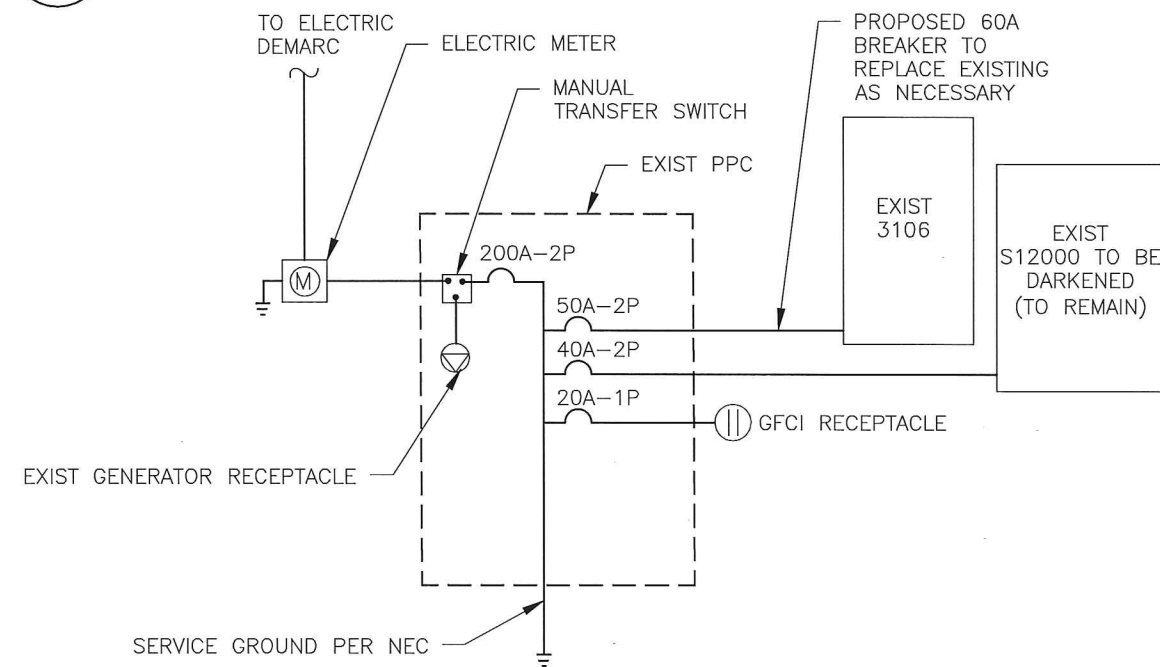 TO ELECTRIC
DEMARC
ELECTRIC METER
MANUAL
TRANSFER SWITCH
EXIST PPC
PROPOSED 60A
BREAKER TO
REPLACE EXISTING
AS NECESSARY
EXIST
3106
EXIST
S12000 TO BE
DARKENED
(TO REMAIN)
M
200A-2P
50A-2P
40A-2P
20A-1P
GFCI RECEPTACLE
EXIST GENERATOR RECEPTACLE
SERVICE GROUND PER NEC